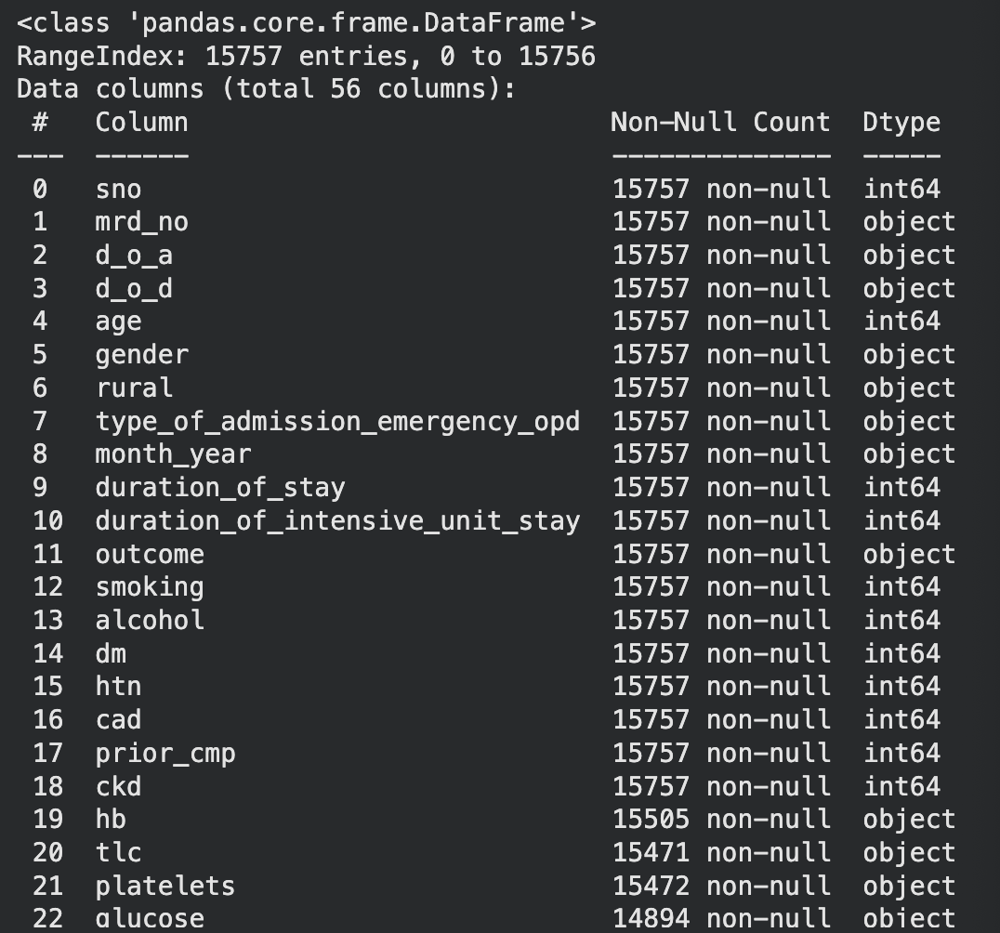 <class 'pandas.core.frame.DataFrame'>
RangeIndex: 15757 entries, 0 to 15756
Data columns (total 56 columns):
 #   Column                           Non-Null Count  Dtype
---  ------                           --------------  -----
 0   sno                              15757 non-null  int64
 1   mrd_no                           15757 non-null  object
 2   d_o_a                            15757 non-null  object
 3   d_o_d                            15757 non-null  object
 4   age                              15757 non-null  int64
 5   gender                           15757 non-null  object
 6   rural                            15757 non-null  object
 7   type_of_admission_emergency_opd  15757 non-null  object
 8   month_year                       15757 non-null  object
 9   duration_of_stay                 15757 non-null  int64
 10  duration_of_intensive_unit_stay  15757 non-null  int64
 11  outcome                          15757 non-null  object
 12  smoking                          15757 non-null  int64
 13  alcohol                          15757 non-null  int64
 14  dm                               15757 non-null  int64
 15  htn                              15757 non-null  int64
 16  cad                              15757 non-null  int64
 17  prior_cmp                        15757 non-null  int64
 18  ckd                              15757 non-null  int64
 19  hb                               15505 non-null  object
 20  tlc                              15471 non-null  object
 21  platelets                        15472 non-null  object
 22  glucose                          14894 non-null  object